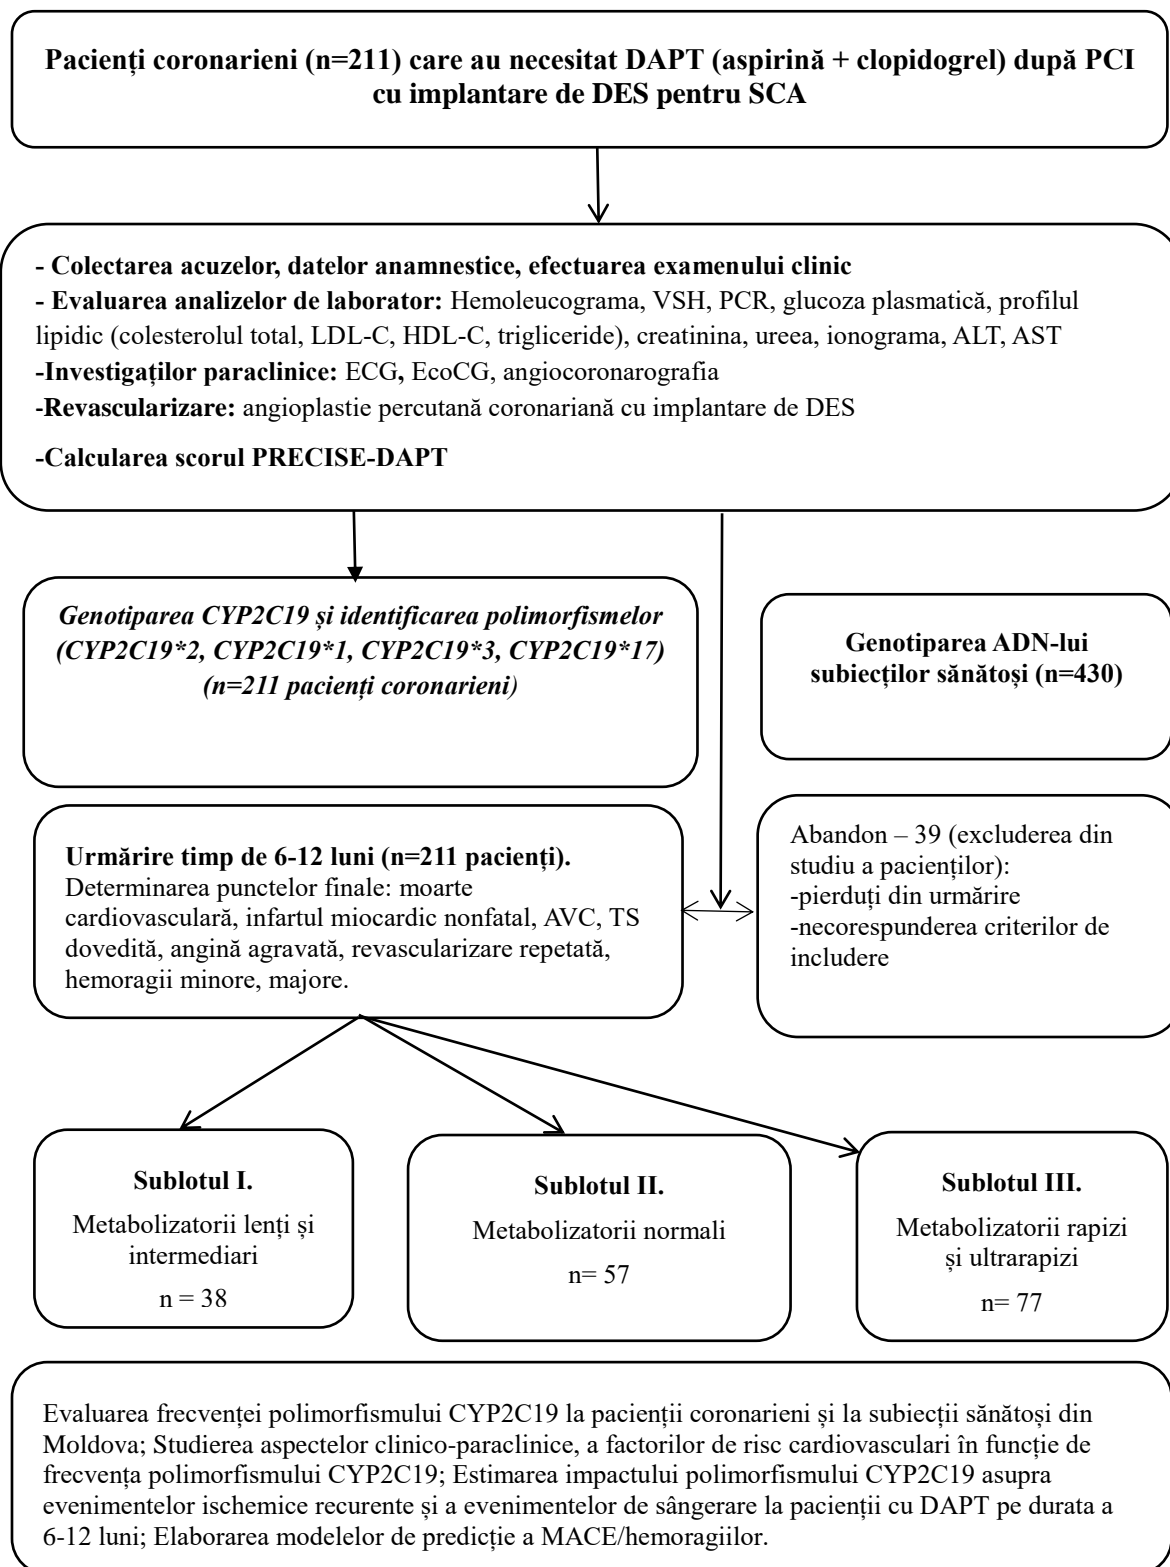 Pacienți coronarieni (n=211) care au necesitat DAPT (aspirină + clopidogrel) după PCI
cu implantare de DES pentru SCA
- Colectarea acuzelor, datelor anamnestice, efectuarea examenului clinic
- Evaluarea analizelor de laborator: Hemoleucograma, VSH, PCR, glucoza plasmatică, profilul
lipidic (colesterolul total, LDL-C, HDL-C, trigliceride), creatinina, ureea, ionograma, ALT, AST
-Investigaților paraclinice: ECG, EcoCG, angiocoronarografia
-Revascularizare: angioplastie percutană coronariană cu implantare de DES
-Calcularea scorul PRECISE-DAPT
Genotiparea CYP2C19 și identificarea polimorfismelor
(CYP2C19*2, CYP2C19*1, CYP2C19*3, CYP2C19*17)
(n=211 pacienți coronarieni)
Genotiparea ADN-lui
subiecților sănătoși (n=430)
Urmărire timp de 6-12 luni (n=211 pacienți).
Determinarea punctelor finale: moarte
cardiovasculară, infartul miocardic nonfatal, AVC, TS
dovedită, angină agravată, revascularizare repetată,
hemoragii minore, majore.
Abandon – 39 (excluderea din
studiu a pacienților):
-pierduți din urmărire
-necorespunderea criterilor de
includere
Sublotul I.
Metabolizatorii lenți și
intermediari
n = 38
Sublotul II.
Metabolizatorii normali
n= 57
Sublotul III.
Metabolizatorii rapizi
și ultrarapizi
n= 77
Evaluarea frecvenței polimorfismului CYP2C19 la pacienții coronarieni și la subiecții sănătoși din
Moldova; Studierea aspectelor clinico-paraclinice, a factorilor de risc cardiovasculari în funcție de
frecvența polimorfismului CYP2C19; Estimarea impactului polimorfismului CYP2C19 asupra
evenimentelor ischemice recurente și a evenimentelor de sângerare la pacienții cu DAPT pe durata a
6-12 luni; Elaborarea modelelor de predicție a MACE/hemoragiilor.